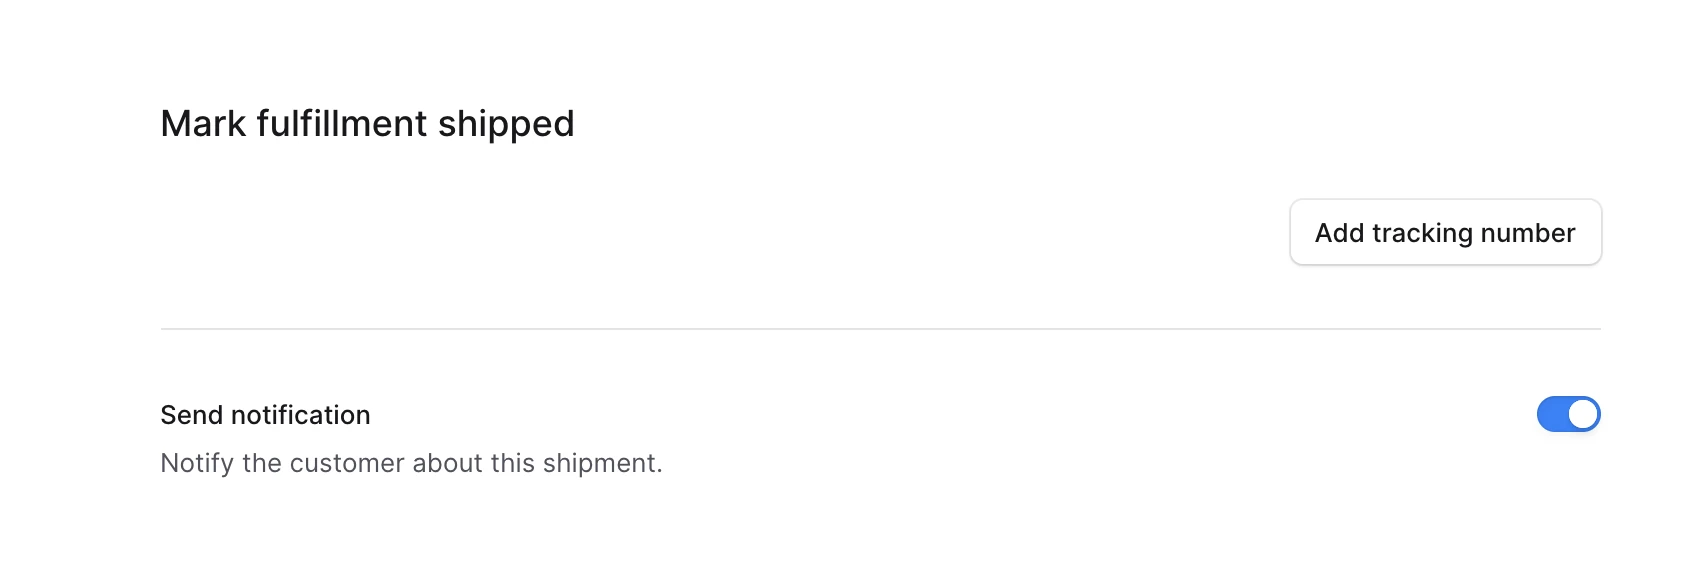 Mark fulfillment shipped
Add tracking number
Send notification
Notify the customer about this shipment.